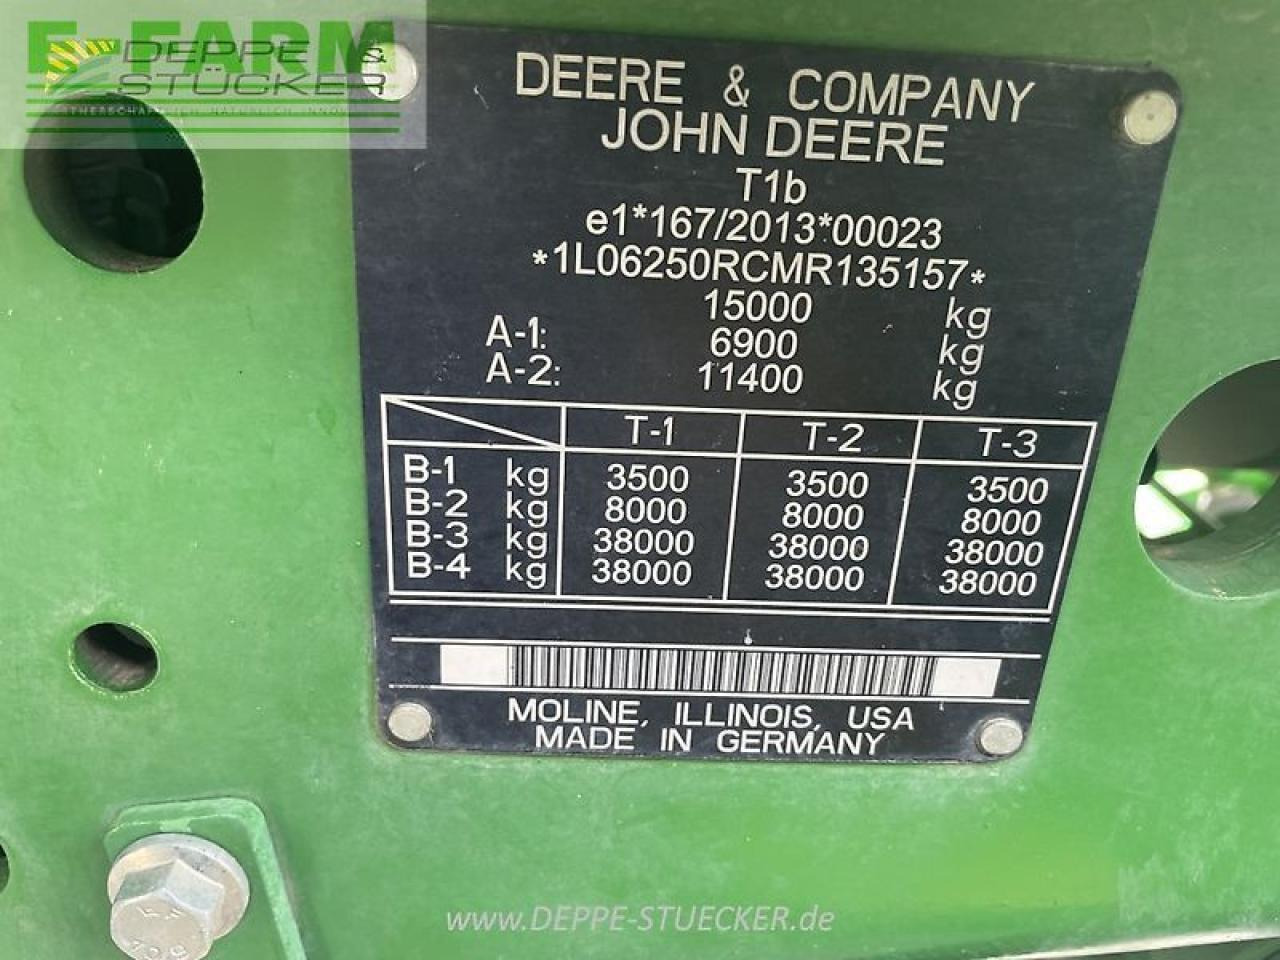 E-FARM
DEPPE &
STÜCKER
DEERE & COMPANY
JOHN DEERE
T1b
e1*167/2013*00023
*1L06250RCMR135157*
15000 kg
A-1: 6900 kg
A-2: 11400 kg
T-1 T-2 T-3
B-1 kg 3500 3500 3500
B-2 kg 8000 8000 8000
B-3 kg 38000 38000 38000
B-4 kg 38000 38000 38000
MOLINE, ILLINOIS, USA
MADE IN GERMANY
www.DEPPE-STUECKER.de